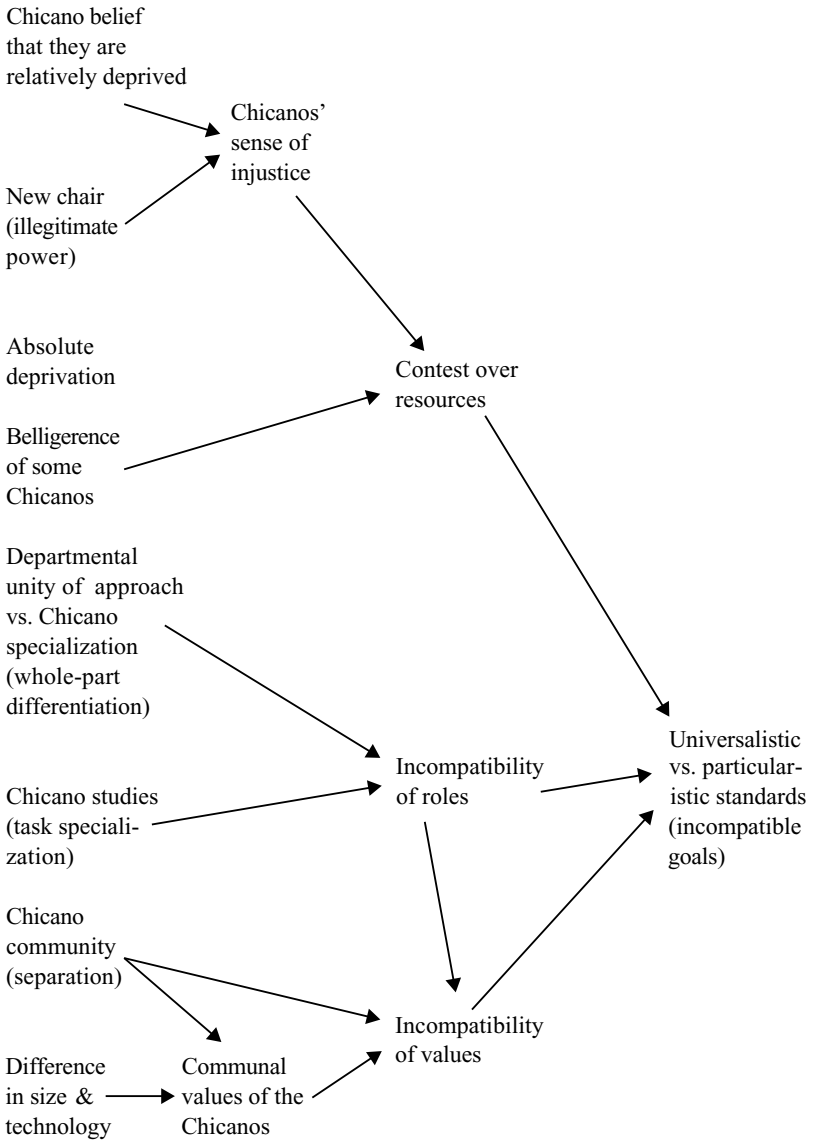 Chicano belief
that they are
relatively deprived
Chicanos’
sense of
injustice
New chair
(illegitimate
power)
Absolute
deprivation
Contest over
resources
Belligerence
of some
Chicanos
Departmental
unity of approach
vs. Chicano
specialization
(whole-part
differentiation)
Universalistic
vs. particular-
istic standards
(incompatible
goals)
Incompatibility
of roles
Chicano studies
(task speciali-
zation)
Chicano
community
(separation)
Incompatibility
of values
Difference
in size &
technology
Communal
values of the
Chicanos